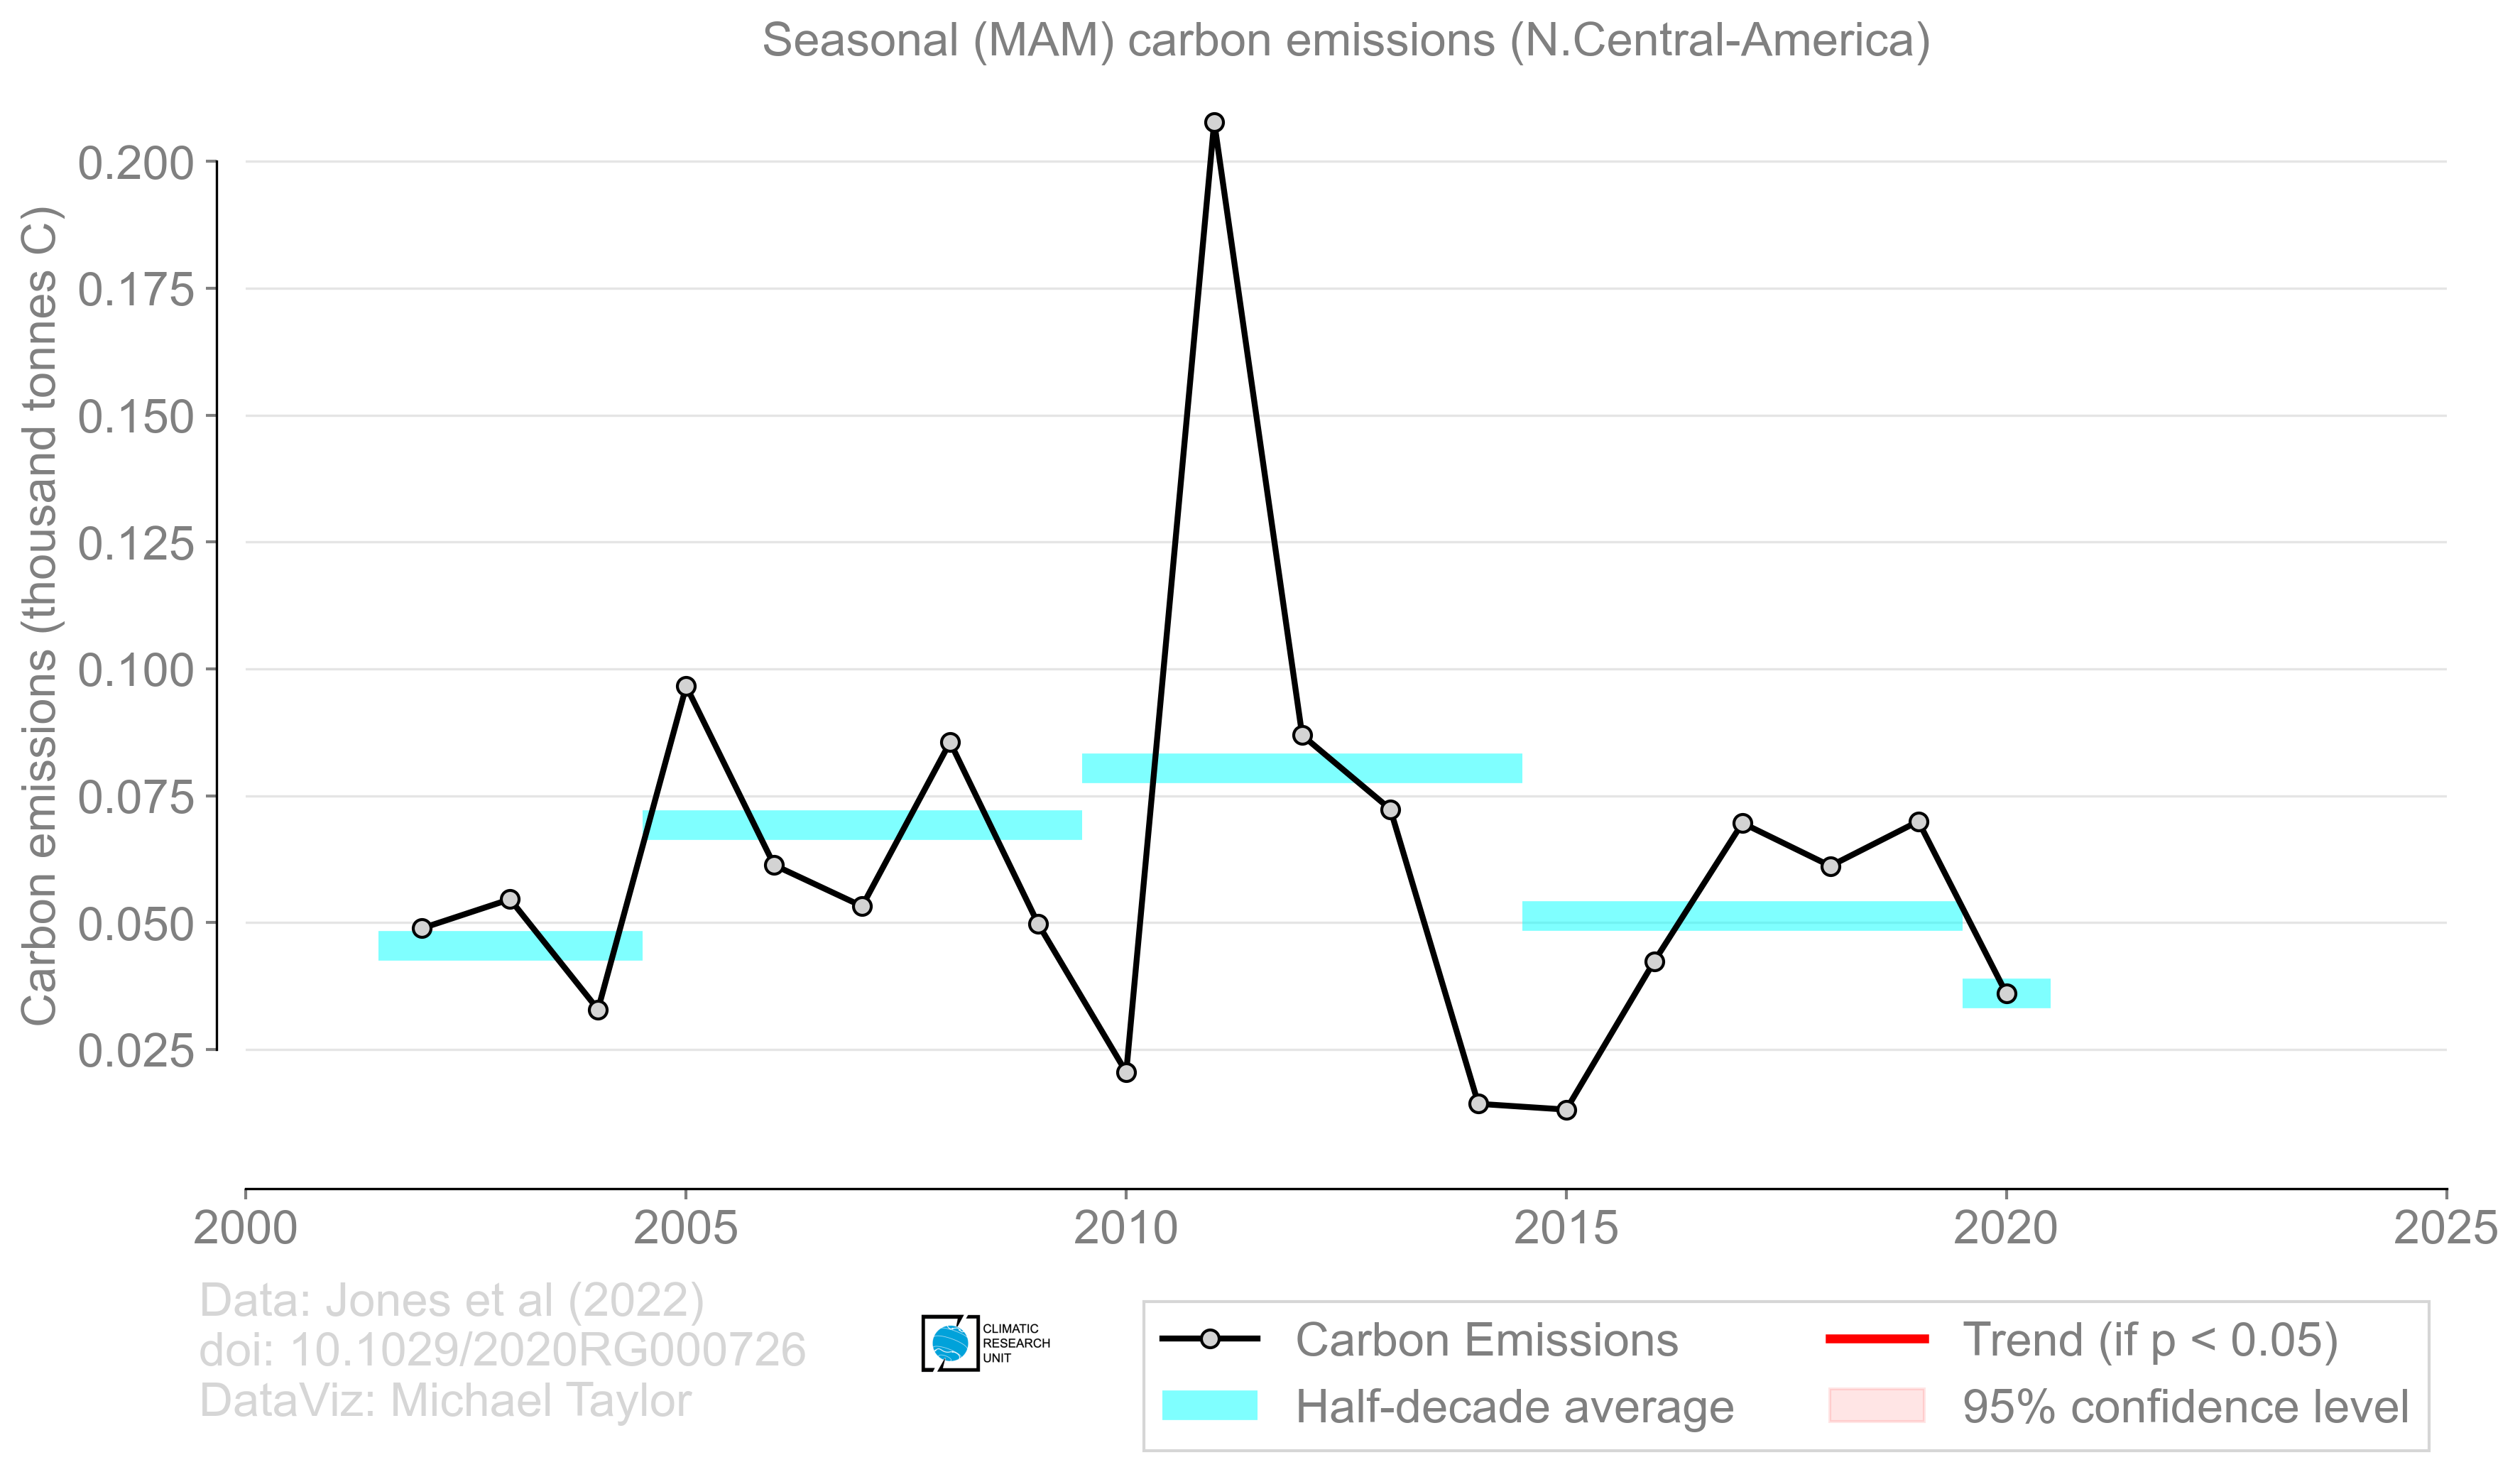 Seasonal (MAM) carbon emissions (N.Central-America)
Carbon emissions (thousand tonnes C)
0.200
0.175
0.150
0.125
0.100
0.075
0.050
0.025
2000 2005 2010 2015 2020 2025
Data: Jones et al (2022)
doi: 10.1029/2020RG000726
DataViz: Michael Taylor
CLIMATIC
RESEARCH
UNIT
Carbon Emissions
Half-decade average
Trend (if p < 0.05)
95% confidence level